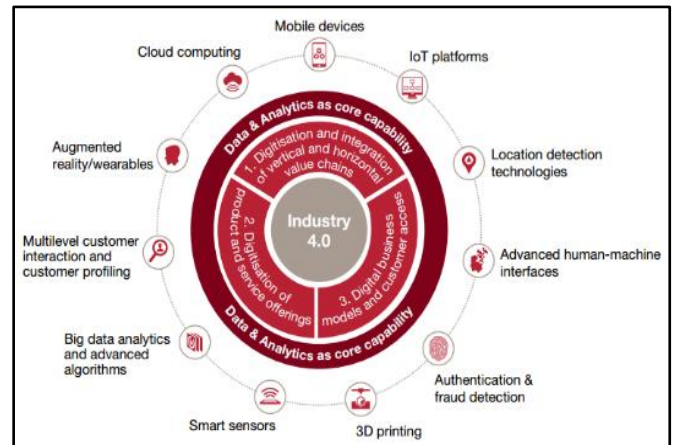 Mobile devices
Cloud computing
IoT platforms
Augmented
reality/wearables
Location detection
technologies
Multilevel customer
interaction and
customer profiling
Advanced human-machine
interfaces
Big data analytics
and advanced
algorithms
Authentication &
fraud detection
Smart sensors
3D printing
Data & Analytics as core capability
1. Digitisation and integration
of vertical and horizontal
value chains
2. Digitisation of
product and service offerings
3. Digital business
models and customer access
Industry
4.0
Data & Analytics as core capability